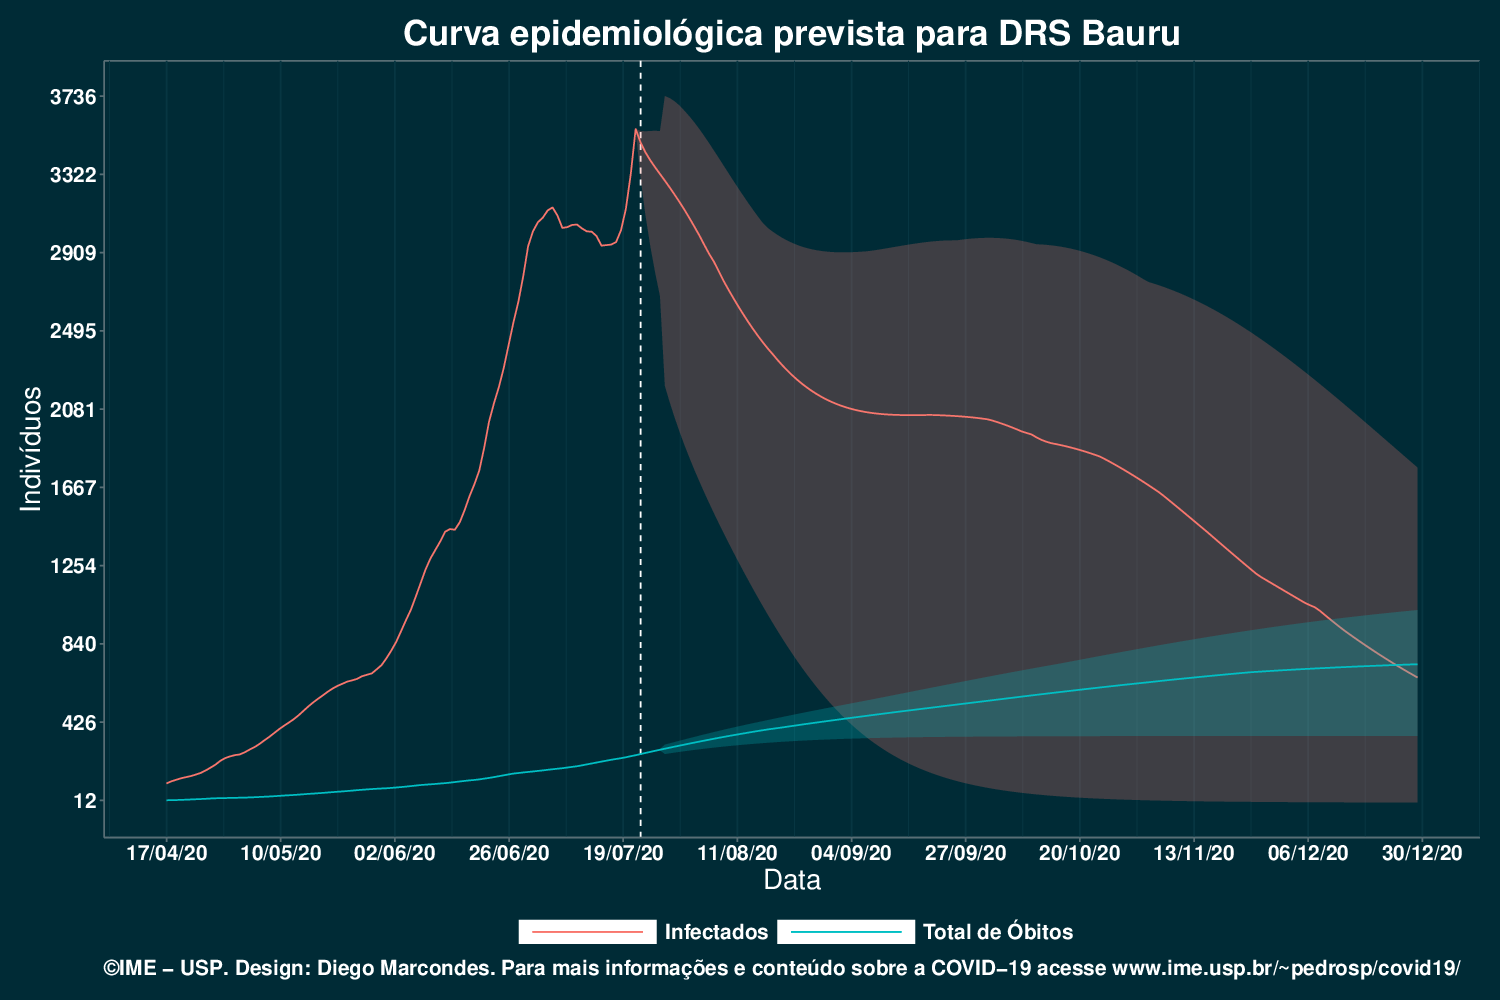 Curva epidemiológica prevista para DRS Bauru
Indivíduos
3736
3322
2909
2495
2081
1667
1254
840
426
12
17/04/20 10/05/20 02/06/20 26/06/20 19/07/20 11/08/20 04/09/20 27/09/20 20/10/20 13/11/20 06/12/20 30/12/20
Data
Infectados Total de Óbitos
©IME − USP. Design: Diego Marcondes. Para mais informações e conteúdo sobre a COVID−19 acesse www.ime.usp.br/~pedrosp/covid19/